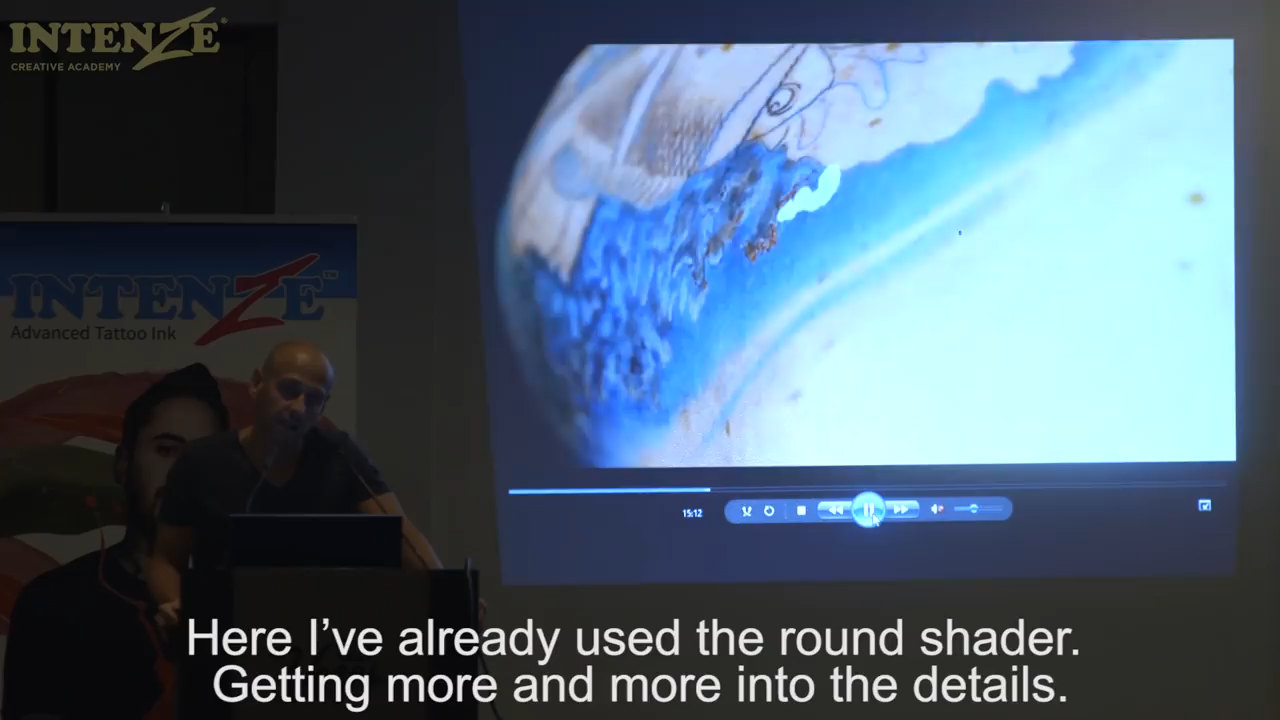 INTENZE
CREATIVE ACADEMY
INTENZE™
Advanced Tattoo Ink
15:12
Here I’ve already used the round shader.
Getting more and more into the details.